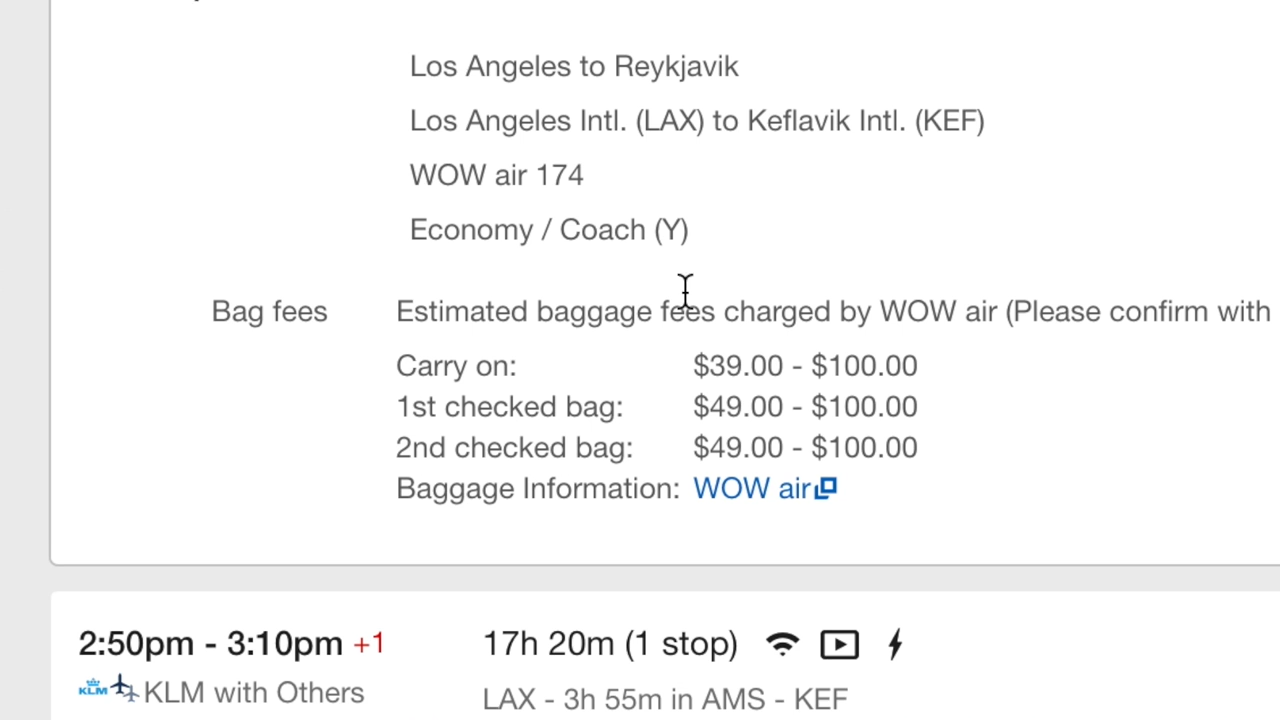 Los Angeles to Reykjavik
Los Angeles Intl. (LAX) to Keflavik Intl. (KEF)
WOW air 174
Economy / Coach (Y)
Bag fees Estimated baggage fees charged by WOW air (Please confirm with
Carry on: $39.00 - $100.00
1st checked bag: $49.00 - $100.00
2nd checked bag: $49.00 - $100.00
Baggage Information: WOW air
2:50pm - 3:10pm +1 17h 20m (1 stop)
KLM KLM with Others LAX - 3h 55m in AMS - KEF